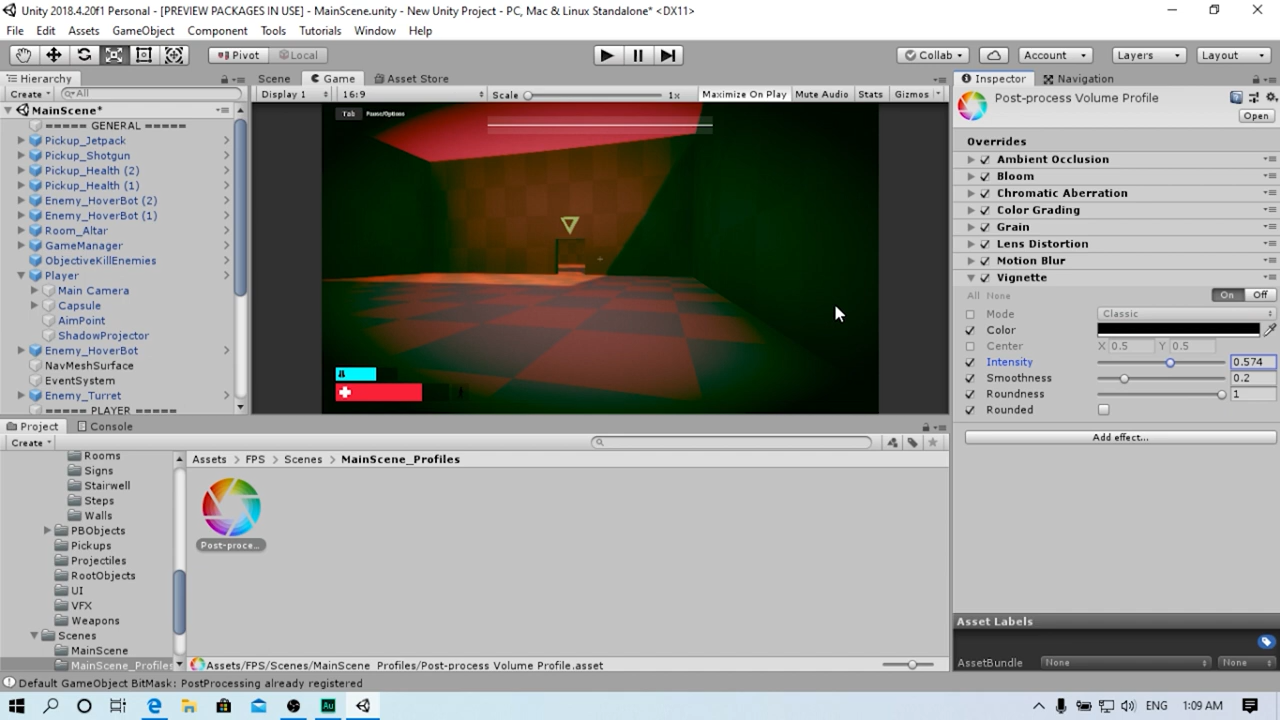 Unity 2018.4.20f1 Personal - [PREVIEW PACKAGES IN USE] - MainScene.unity - New Unity Project - PC, Mac & Linux Standalone* <DX11>
File Edit Assets GameObject Component Tools Tutorials Window Help
Pivot Local Collab Account Layers Layout
Hierarchy Scene Game Asset Store Inspector Navigation
Create All Display 1 16:9 Scale 1x Maximize On Play Mute Audio Stats Gizmos
Post-process Volume Profile
Open
MainScene*
===== GENERAL =====
Pickup_Jetpack
Pickup_Shotgun
Pickup_Health (2)
Pickup_Health (1)
Enemy_HoverBot (2)
Enemy_HoverBot (1)
Room_Altar
GameManager
ObjectiveKillEnemies
Player
Main Camera
Capsule
AimPoint
ShadowProjector
Enemy_HoverBot
NavMeshSurface
EventSystem
Enemy_Turret
===== PLAYER =====
Tab Pause/Options
Overrides
Ambient Occlusion
Bloom
Chromatic Aberration
Color Grading
Grain
Lens Distortion
Motion Blur
Vignette
All None On Off
Mode Classic
Color
Center X 0.5 Y 0.5
Intensity 0.574
Smoothness 0.2
Roundness 1
Rounded
Add effect...
Project Console
Create
Rooms
Signs
Stairwell
Steps
Walls
PBObjects
Pickups
Projectiles
RootObjects
UI
VFX
Weapons
Scenes
MainScene
MainScene_Profiles
Assets > FPS > Scenes > MainScene_Profiles
Post-proce...
Assets/FPS/Scenes/MainScene_Profiles/Post-process Volume Profile.asset
Asset Labels
AssetBundle None None
Default GameObject BitMask: PostProcessing already registered
Au
ENG 1:09 AM